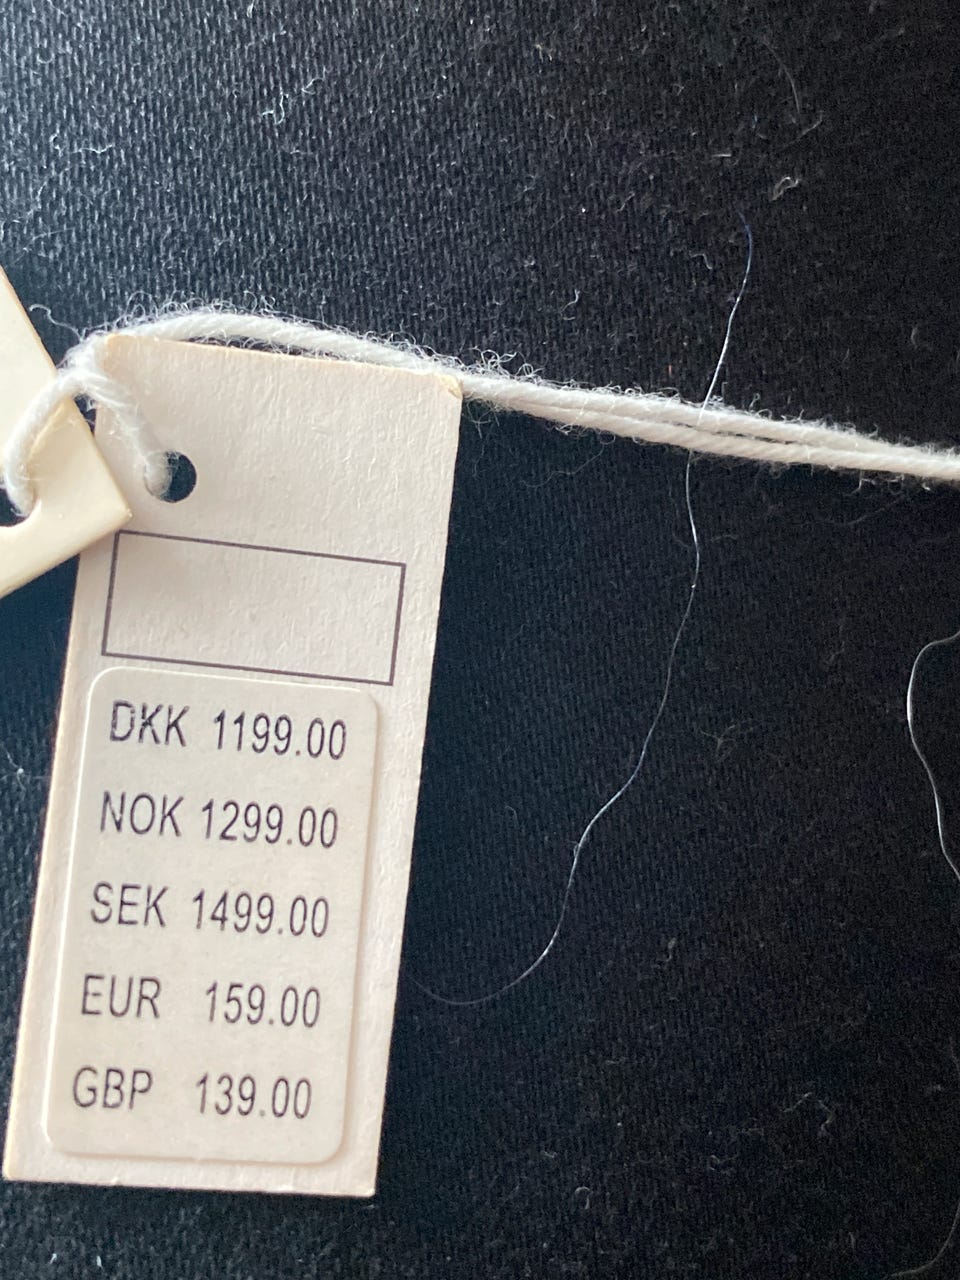 DKK 1199.00
NOK 1299.00
SEK 1499.00
EUR 159.00
GBP 139.00